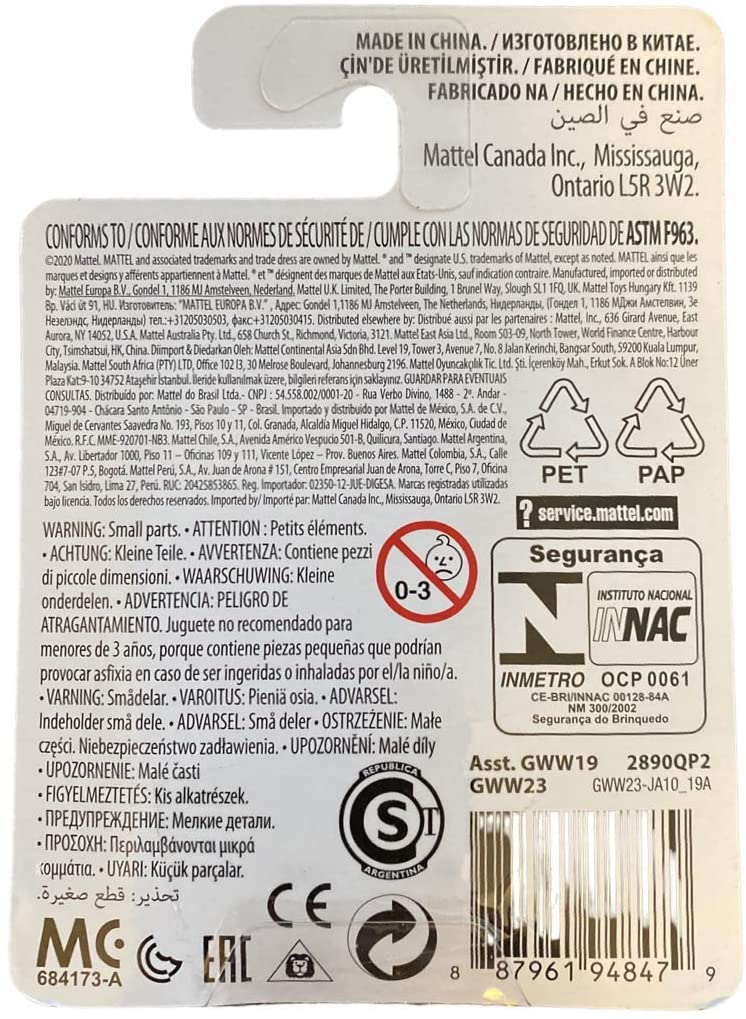 MADE IN CHINA. / ИЗГОТОВЛЕНО В КИТАЕ.
ÇİN'DE ÜRETİLMİŞTİR. / FABRIQUÉ EN CHINE.
FABRICADO NA / HECHO EN CHINA.
صنع في الصين
Mattel Canada Inc., Mississauga,
Ontario L5R 3W2.
CONFORMS TO / CONFORME AUX NORMES DE SÉCURITÉ DE / CUMPLE CON LAS NORMAS DE SEGURIDAD DE ASTM F963.
©2020 Mattel. MATTEL and associated trademarks and trade dress are owned by Mattel. ® and ™ designate U.S. trademarks of Mattel, except as noted. MATTEL ainsi que les
marques et designs y afférents appartiennent à Mattel. ® et ™ désignent des marques de Mattel aux États-Unis, sauf indication contraire. Manufactured, imported or distributed
by: Mattel Europa B.V., Gondel 1, 1186 MJ Amstelveen, Nederland. Mattel U.K. Limited, The Porter Building, 1 Brunel Way, Slough SL1 1FQ, UK. Mattel Toys Hungary Kft. 1139
Bp. Váci út 91, HU. Изготовитель: "MATTEL EUROPA B.V." , Адрес: Gondel 1,1186 MJ Amstelveen, The Netherlands, Нидерланды, (Гондел 1, 1186 МДжи Амстелвин, Зе
Незелэндс, Нидерланды) тел.:+31205030503, факс:+31205030415. Distributed elsewhere by: Distribué aussi par les partenaires : Mattel, Inc., 636 Girard Avenue, East
Aurora, NY 14052, U.S.A. Mattel Australia Pty. Ltd., 658 Church St., Richmond, Victoria, 3121. Mattel East Asia Ltd., Room 503-09, North Tower, World Finance Centre, Harbour
City, Tsimshatsui, HK, China. Diimport & Diedarkan Oleh: Mattel Continental Asia Sdn Bhd. Level 19, Tower 3, Avenue 7, No. 8 Jalan Kerinchi, Bangsar South, 59200 Kuala Lumpur,
Malaysia. Mattel South Africa (PTY) LTD, Office 102 I3, 30 Melrose Boulevard, Johannesburg 2196. Mattel Oyuncakçılık Tic. Ltd. Şti. İçerenköy Mah., Erkut Sok. A Blok No:12 Üner
Plaza Kat:9-10 34752 Ataşehir İstanbul. İleride kullanılmak üzere, bilgileri referans için saklayınız. GUARDAR PARA EVENTUAIS
CONSULTAS. Distribuído por: Mattel do Brasil Ltda.- CNPJ : 54.558.002/0001-20 - Rua Verbo Divino, 1488 - 2º. Andar -
04719-904 - Chácara Santo Antônio - São Paulo - SP - Brasil. Importado y distribuido por Mattel de México, S.A. de C.V.,
Miguel de Cervantes Saavedra No. 193, Pisos 10 y 11, Col. Granada, Alcaldía Miguel Hidalgo, C.P. 11520, México, Ciudad de
México. R.F.C. MME-920701-NB3. Mattel Chile, S.A., Avenida Américo Vespucio 501-B, Quilicura, Santiago. Mattel Argentina,
S.A., Av. Libertador 1000, Piso 11 – Oficinas 109 y 111, Vicente López – Prov. Buenos Aires. Mattel Colombia, S.A., Calle
123#7-07 P.5, Bogotá. Mattel Perú, S.A., Av. Juan de Arona # 151, Centro Empresarial Juan de Arona, Torre C, Piso 7, Oficina
704, San Isidro, Lima 27, Perú. RUC: 20425853865. Reg. Importador: 02350-12-JUE-DIGESA. Marcas registradas utilizadas
bajo licencia. Todos los derechos reservados. Imported by/ Importé par: Mattel Canada Inc., Mississauga, Ontario L5R 3W2.
PET
PAP
? service.mattel.com
WARNING: Small parts. • ATTENTION : Petits éléments.
• ACHTUNG: Kleine Teile. • AVVERTENZA: Contiene pezzi
di piccole dimensioni. • WAARSCHUWING: Kleine
onderdelen. • ADVERTENCIA: PELIGRO DE
ATRAGANTAMIENTO. Juguete no recomendado para
menores de 3 años, porque contiene piezas pequeñas que podrían
provocar asfixia en caso de ser ingeridas o inhaladas por el/la niño/a.
• VARNING: Smådelar. • VAROITUS: Pieniä osia. • ADVARSEL:
Indeholder små dele. • ADVARSEL: Små deler • OSTRZEŻENIE: Małe
części. Niebezpieczeństwo zadławienia. • UPOZORNĚNÍ: Malé díly
• UPOZORNENIE: Malé časti
• FIGYELMEZTETÉS: Kis alkatrészek.
• ПРЕДУПРЕЖДЕНИЕ: Мелкие детали.
• ΠΡΟΣΟΧΗ: Περιλαμβάνονται μικρά
κομμάτια. • UYARI: Küçük parçalar.
تحذير: قطع صغيرة.
0-3
Segurança
INSTITUTO NACIONAL
INNAC
INMETRO OCP 0061
CE-BRI/INNAC 00128-84A
NM 300/2002
Segurança do Brinquedo
Asst. GWW19 2890QP2
GWW23 GWW23-JA10_19A
REPUBLICA
S T
ARGENTINA
CE
MC
684173-A
EAC
8 87961 94847 9